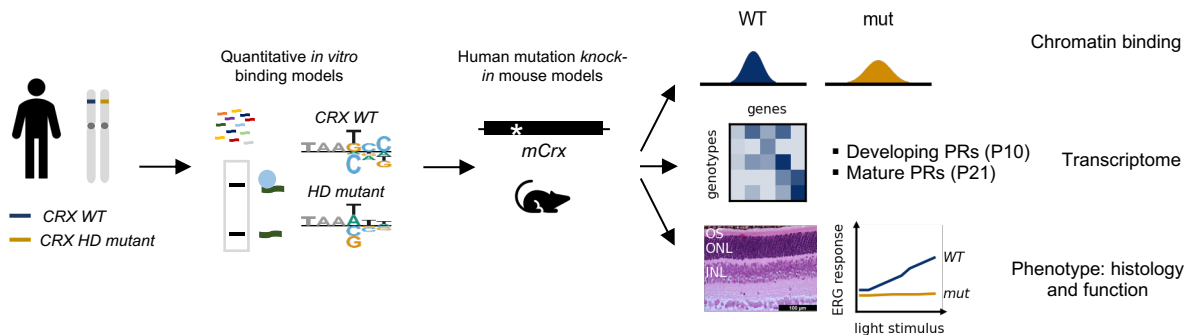 CRX WT
CRX HD mutant
Quantitative in vitro
binding models
CRX WT
TAA
T
G
C
C
C
HD mutant
TAA
T
A
C
G
Human mutation knock-
in mouse models
*
mCrx
WT
mut
Chromatin binding
genes
genotypes
▪ Developing PRs (P10)
▪ Mature PRs (P21)
Transcriptome
OS
ONL
INL
100 μm
ERG response
WT
mut
light stimulus
Phenotype: histology
and function